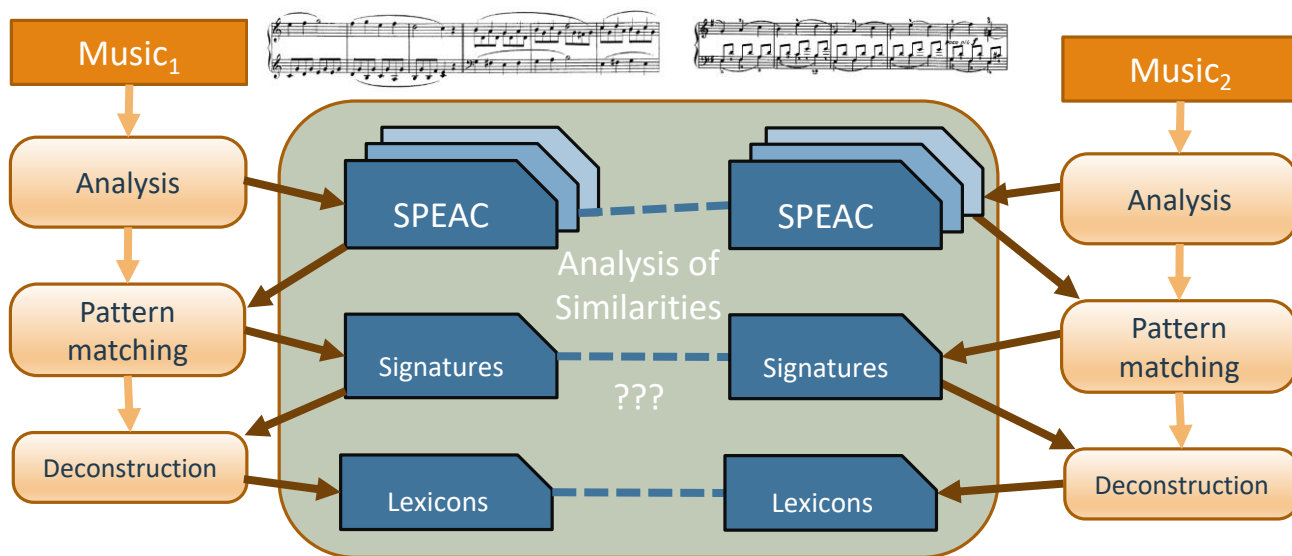 Music₁
Music₂
Analysis
SPEAC
SPEAC
Analysis
Analysis of
Similarities
Pattern
matching
Signatures
Signatures
Pattern
matching
???
Deconstruction
Lexicons
Lexicons
Deconstruction